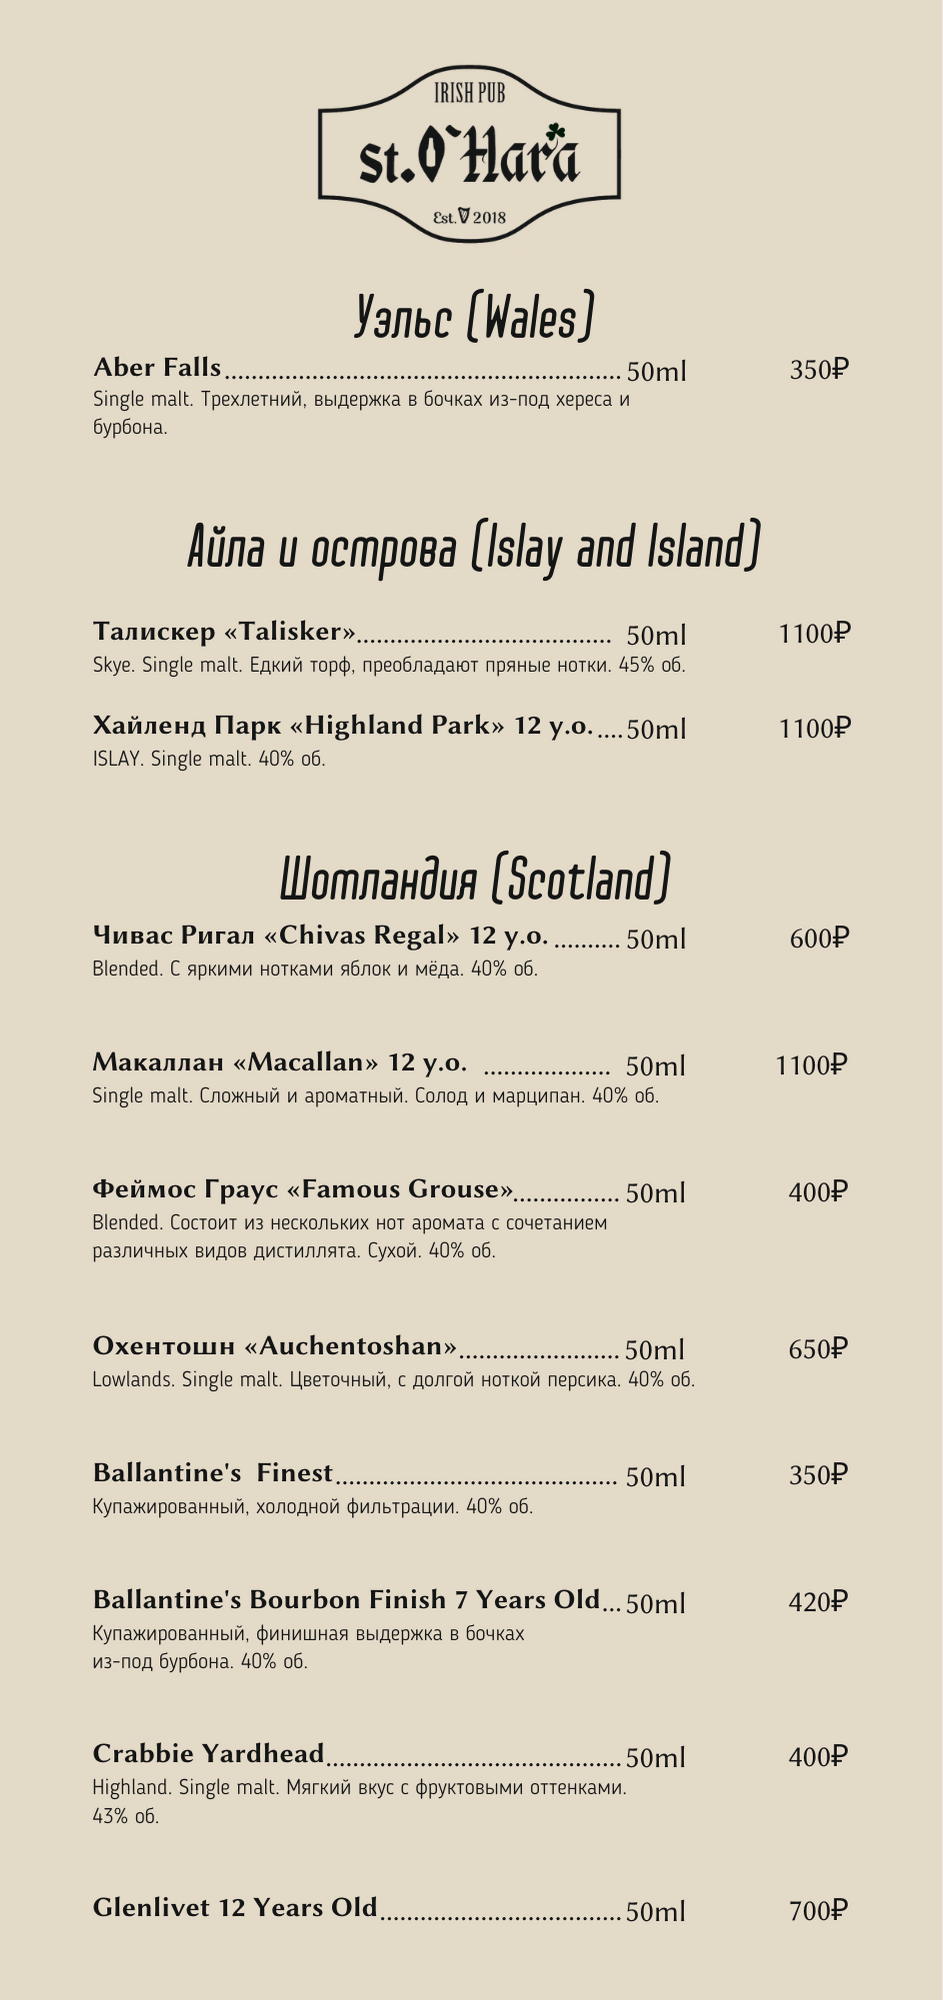 IRISH PUB
st.O`Hara
Est. 2018
Уэльс (Wales)
Aber Falls........................................................... 50ml 350₽
Single malt. Трехлетний, выдержка в бочках из-под хереса и
бурбона.
Айла и острова (Islay and Island)
Талискер «Talisker»...................................... 50ml 1100₽
Skye. Single malt. Едкий торф, преобладают пряные нотки. 45% об.
Хайленд Парк «Highland Park» 12 y.o. ....50ml 1100₽
ISLAY. Single malt. 40% об.
Шотландия (Scotland)
Чивас Ригал «Chivas Regal» 12 y.o. .......... 50ml 600₽
Blended. С яркими нотками яблок и мёда. 40% об.
Макаллан «Macallan» 12 y.o. ................... 50ml 1100₽
Single malt. Сложный и ароматный. Солод и марципан. 40% об.
Феймос Граус «Famous Grouse»................ 50ml 400₽
Blended. Состоит из нескольких нот аромата с сочетанием
различных видов дистиллята. Сухой. 40% об.
Охентошн «Auchentoshan»........................ 50ml 650₽
Lowlands. Single malt. Цветочный, с долгой ноткой персика. 40% об.
Ballantine's Finest.......................................... 50ml 350₽
Купажированный, холодной фильтрации. 40% об.
Ballantine's Bourbon Finish 7 Years Old... 50ml 420₽
Купажированный, финишная выдержка в бочках
из-под бурбона. 40% об.
Crabbie Yardhead............................................ 50ml 400₽
Highland. Single malt. Мягкий вкус с фруктовыми оттенками.
43% об.
Glenlivet 12 Years Old.................................... 50ml 700₽